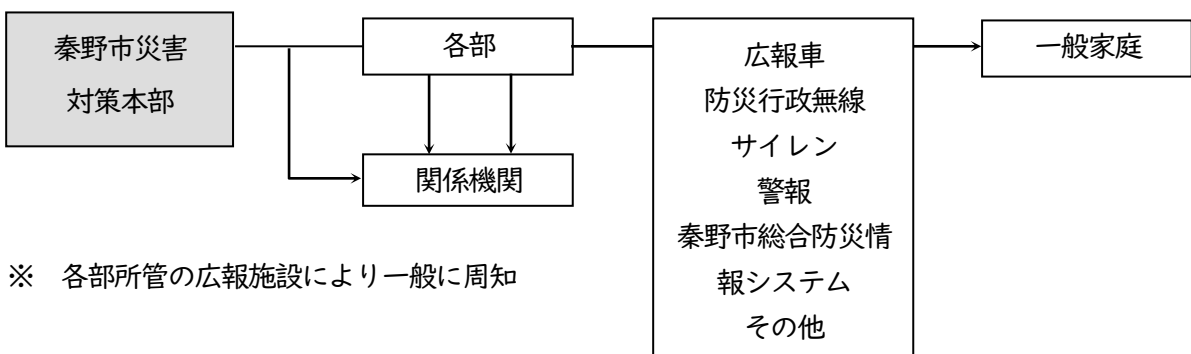 秦野市災害
対策本部
各部
関係機関
広報車
防災行政無線
サイレン
警報
秦野市総合防災情
報システム
その他
一般家庭
※　各部所管の広報施設により一般に周知